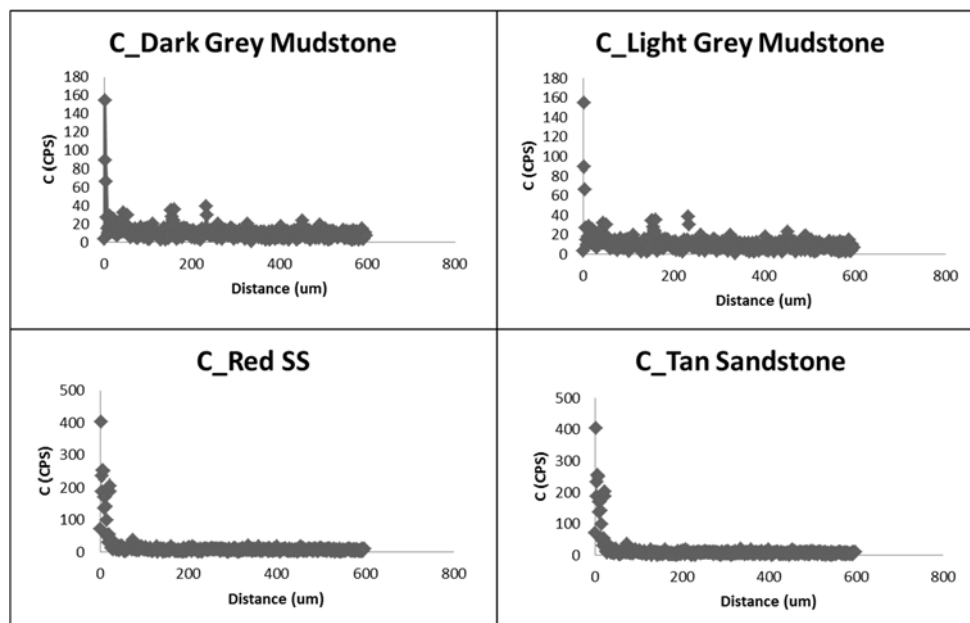 C_Dark Grey Mudstone
180
160
140
120
100
80
60
40
20
0
C (CPS)
0 200 400 600 800
Distance (um)
C_Light Grey Mudstone
180
160
140
120
100
80
60
40
20
0
C (CPS)
0 200 400 600 800
Distance (um)
C_Red SS
500
400
300
200
100
0
C (CPS)
0 200 400 600 800
Distance (um)
C_Tan Sandstone
500
400
300
200
100
0
C (CPS)
0 200 400 600 800
Distance (um)